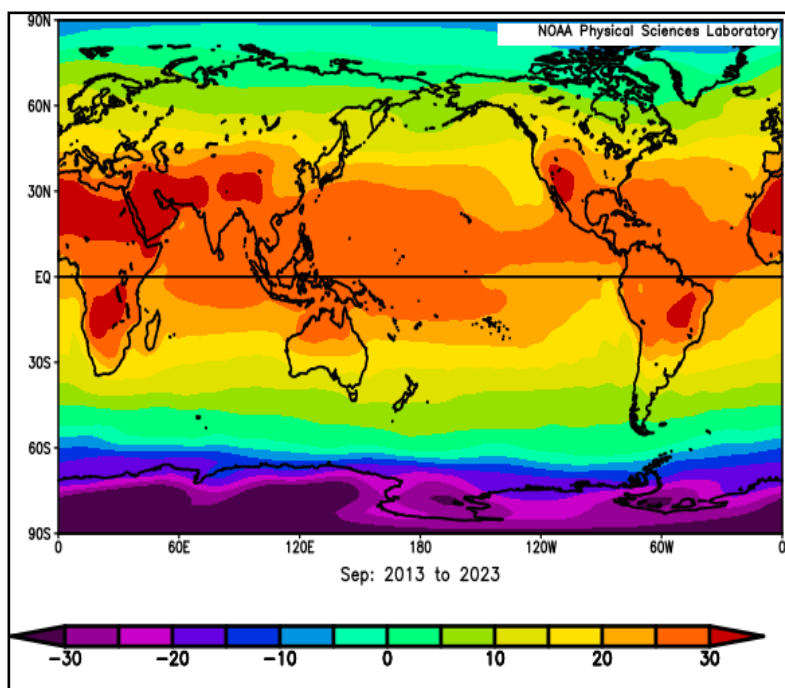 NOAA Physical Sciences Laboratory
90N
60N
30N
EQ
30S
60S
90S
0 60E 120E 180 120W 60W 0
Sep: 2013 to 2023
-30 -20 -10 0 10 20 30